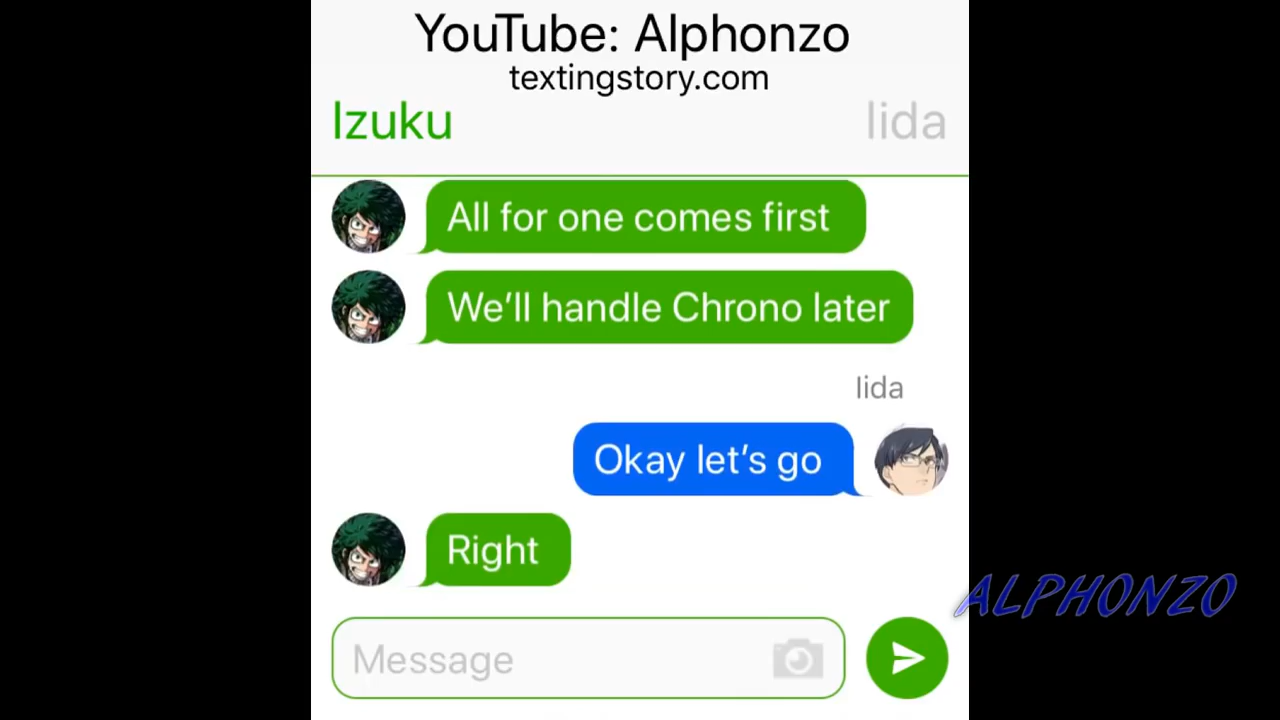 YouTube: Alphonzo
textingstory.com
Izuku
Iida
All for one comes first
We’ll handle Chrono later
Iida
Okay let’s go
Right
Message
ALPHONZO